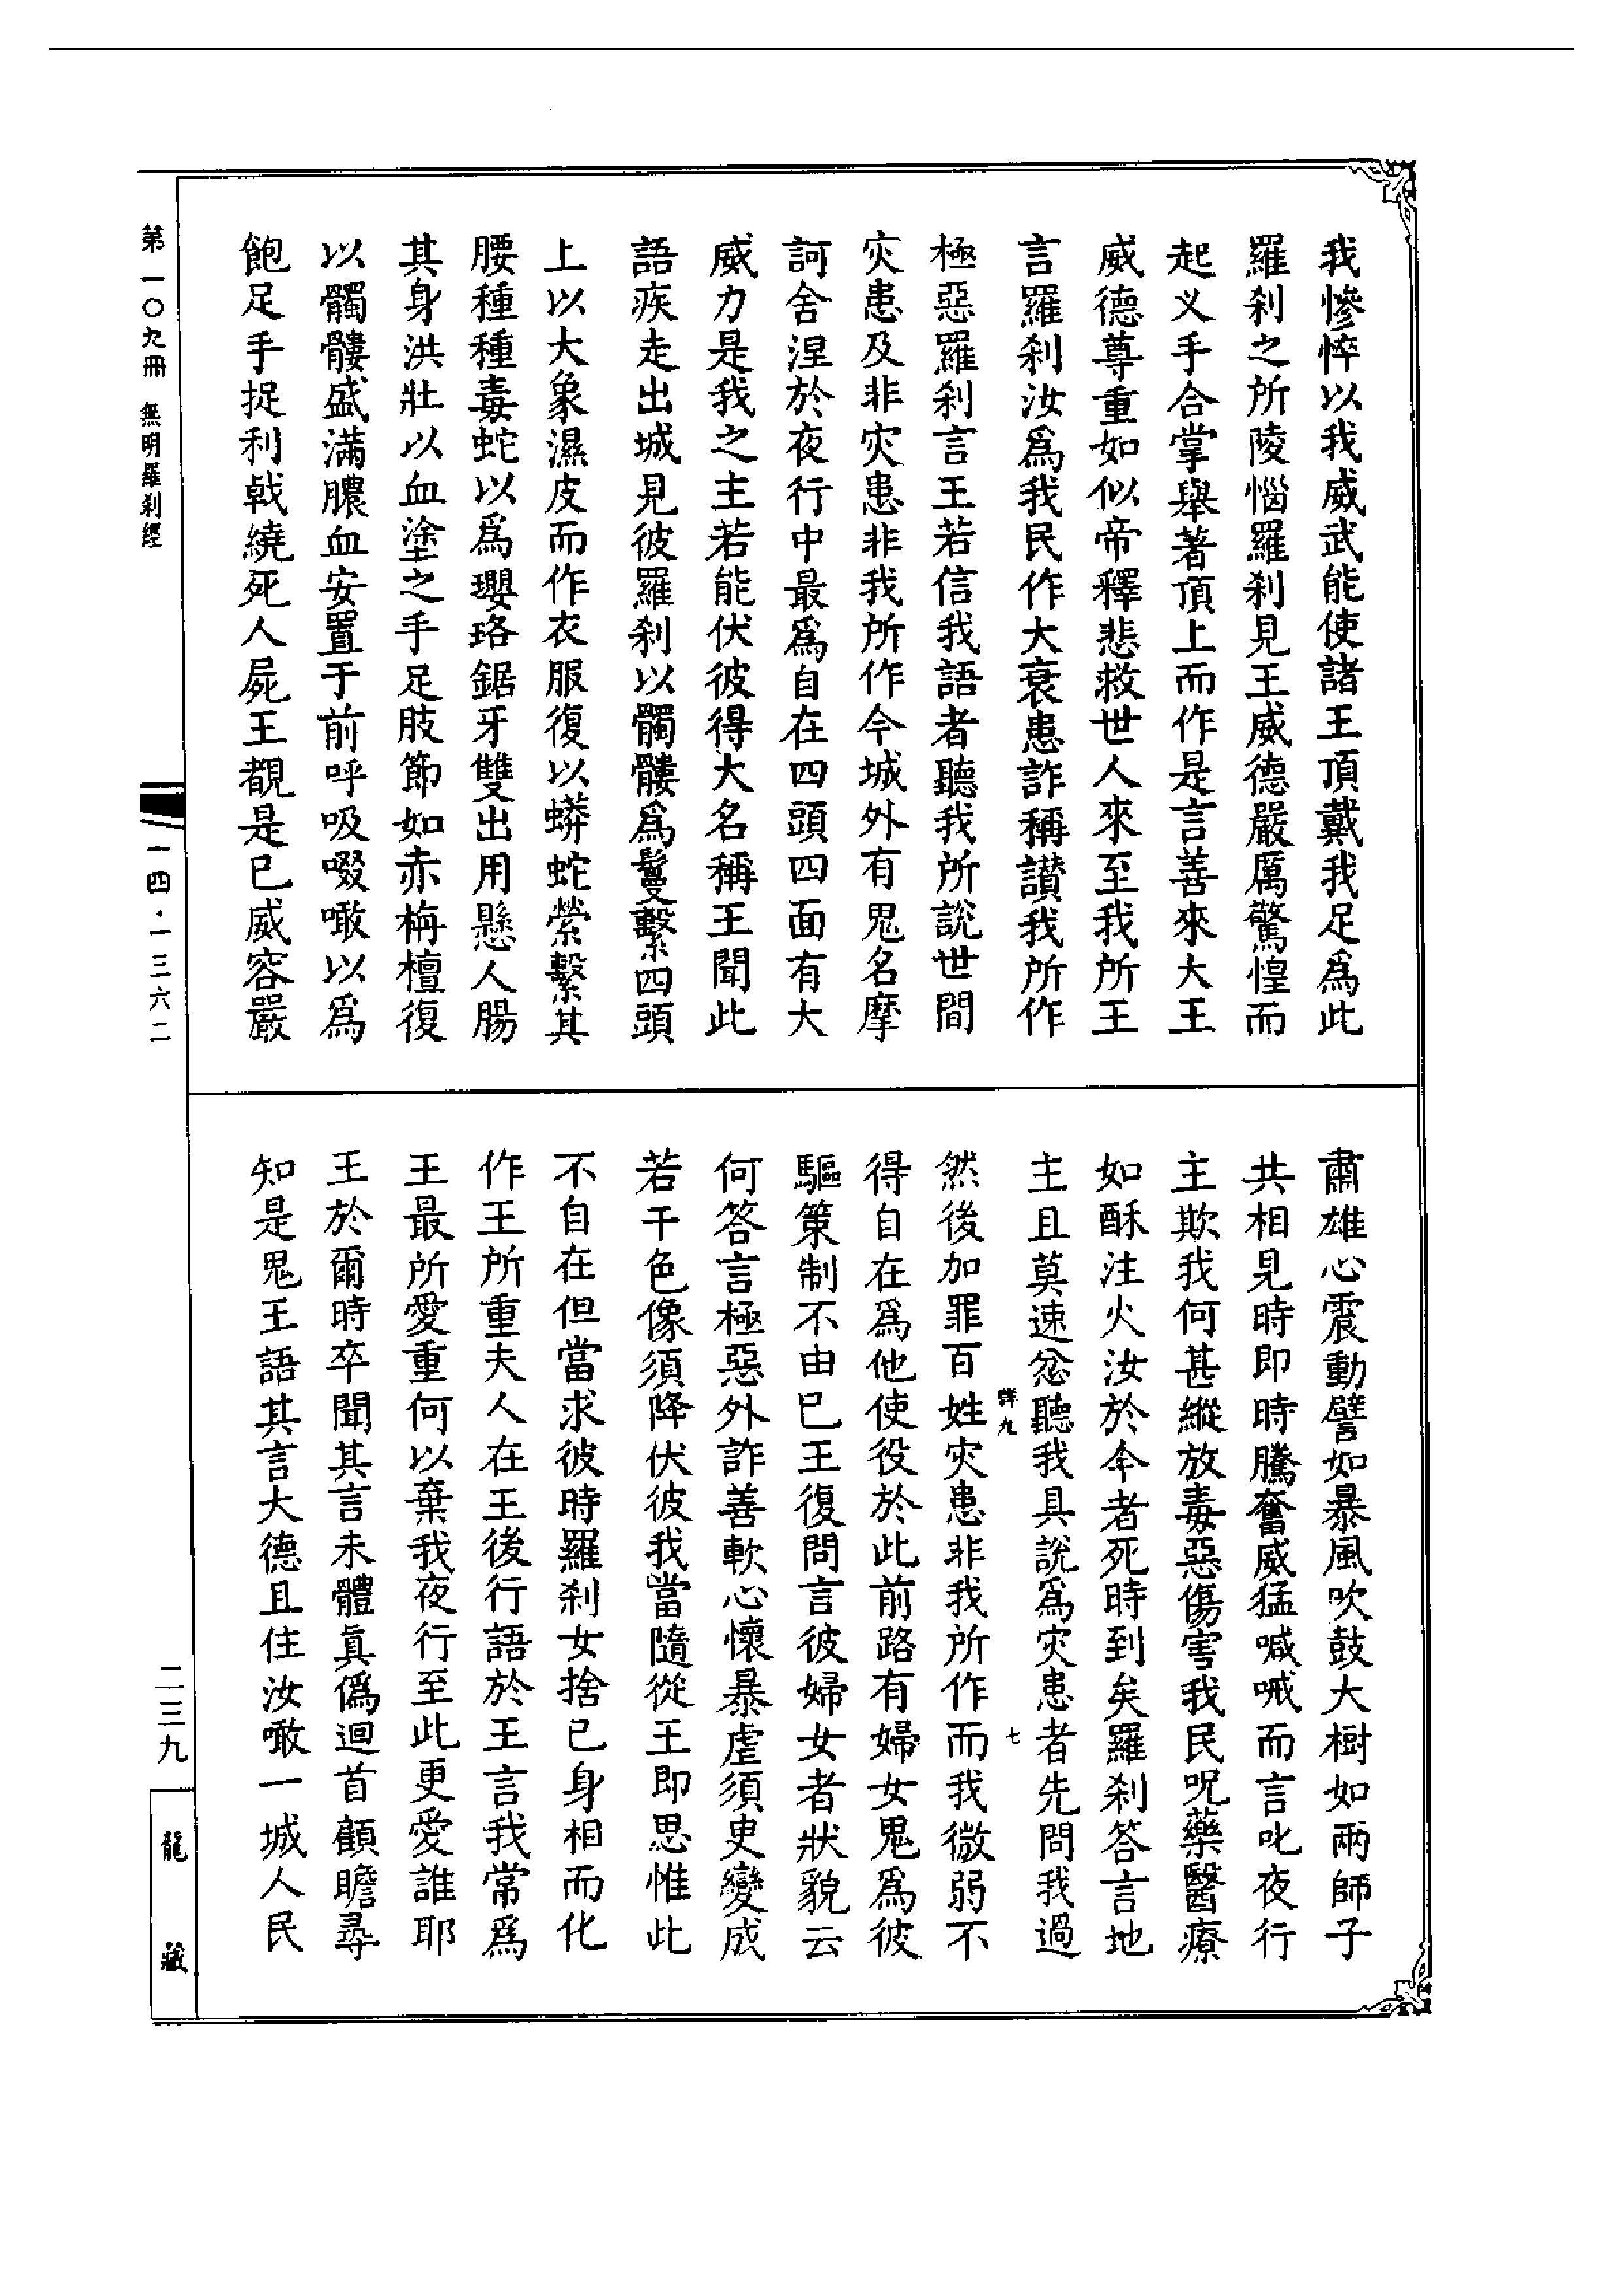 我慘悴以我威武能使諸王頂戴我足爲此
羅刹之所陵惱羅刹見王威德嚴厲驚惶而
起义手合掌舉著頂上而作是言善來大王
威德尊重如似帝釋悲救世人來至我所王
言羅刹汝爲我民作大衰患詐稱讃我所作
極惡羅刹言王若信我語者聽我所說世間
灾患及非灾患非我所作今城外有鬼名摩
訶舍涅於夜行中最爲自在四頭四面有大
威力是我之主若能伏彼得大名稱王聞此
語疾走出城見彼羅刹以髑髏爲鬘繫四頭
上以大象濕皮而作衣服復以蟒蛇縈繫其
腰種種毒蛇以爲瓔珞鋸牙雙出用懸人腸
其身洪壯以血塗之手足肢節如赤栴檀復
以髑髏盛滿膿血安置于前呼吸啜噉以爲
飽足手捉利戟繞死人屍王覩是已威容嚴
肅雄心震動譬如暴風吹鼓大樹如兩師子
共相見時即時騰奮威猛喊喊而言叱夜行
主欺我何甚縱放毒惡傷害我民呪藥醫療
如酥注火汝於今者死時到矣羅刹答言地
主且莫速忿聽我具說爲灾患者先問我過
然後加罪百姓灾患非我所作而我微弱不
得自在爲他使役於此前路有婦女鬼爲彼
驅策制不由已王復問言彼婦女者狀貌云
何答言極惡外詐善軟心懷暴虐須史變成
若干色像須降伏彼我當隨從王即思惟此
不自在但當求彼時羅刹女捨已身相而化
作王所重夫人在王後行語於王言我常爲
王最所愛重何以棄我夜行至此更愛誰耶
王於爾時卒聞其言未體眞僞迴首顧瞻尋
知是鬼王語其言大德且住汝噉一城人民
群九
七
第一〇九冊 無明羅刹經
一四·一三六二
二三九
龍藏